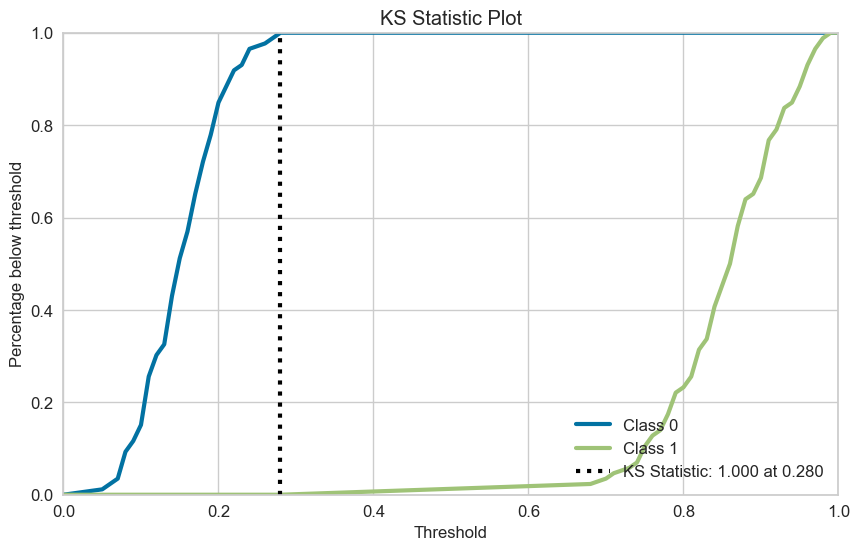 KS Statistic Plot
Percentage below threshold
1.0
0.8
0.6
0.4
0.2
0.0
Class 0
Class 1
KS Statistic: 1.000 at 0.280
0.0 0.2 0.4 0.6 0.8 1.0
Threshold